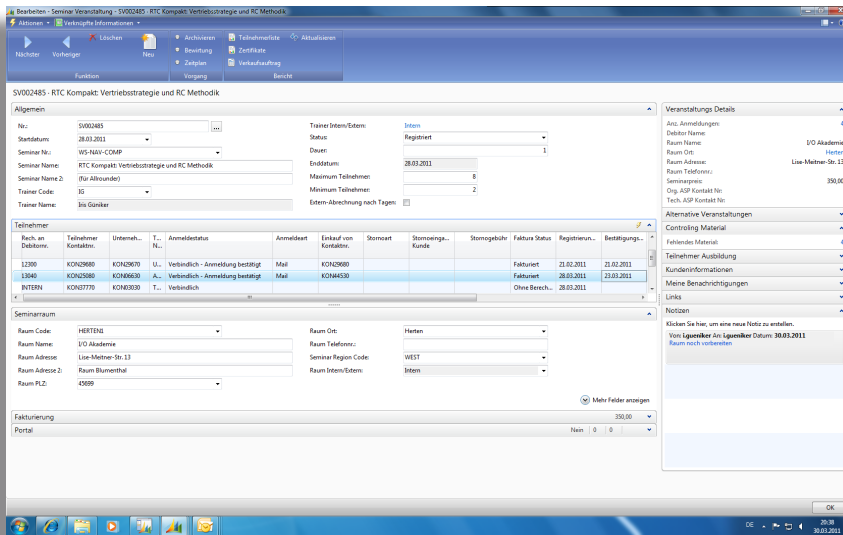 Bearbeiten - Seminar Veranstaltung - SV002485 · RTC Kompakt: Vertriebsstrategie und RC Methodik
Aktionen Verknüpfte Informationen
Nächster Vorheriger Löschen Neu
Archivieren
Bewirtung
Zeitplan
Teilnehmerliste
Zertifikate
Verkaufsauftrag
Aktualisieren
Funktion Vorgang Bericht
SV002485 · RTC Kompakt: Vertriebsstrategie und RC Methodik
Allgemein
Nr.: SV002485 ...
Startdatum: 28.03.2011
Seminar Nr.: WS-NAV-COMP
Seminar Name: RTC Kompakt: Vertriebsstrategie und RC Methodik
Seminar Name 2: (für Allrounder)
Trainer Code: IG
Trainer Name: Iris Güniker
Trainer Intern/Extern: Intern
Status: Registriert
Dauer: 1
Enddatum: 28.03.2011
Maximum Teilnehmer: 8
Minimum Teilnehmer: 2
Extern-Abrechnung nach Tagen:
Teilnehmer
Rech. an Debitornr. Teilnehmer Kontaktnr. Unterneh... T... N... Anmeldestatus Anmeldeart Einkauf von Kontaktnr. Stornoart Stornoeinga... Kunde Stornogebühr Faktura Status Registrierun... Bestätigungs...
12300 KON29680 KON29670 U... Verbindlich - Anmeldung bestätigt Mail KON29680 Fakturiert 21.02.2011 21.02.2011
13040 KON25080 KON06630 A... Verbindlich - Anmeldung bestätigt Mail KON44530 Fakturiert 28.03.2011 23.03.2011
INTERN KON37770 KON03030 T... Verbindlich Ohne Berech... 28.03.2011
Seminarraum
Raum Code: HERTEN1
Raum Name: I/O Akademie
Raum Adresse: Lise-Meitner-Str. 13
Raum Adresse 2: Raum Blumenthal
Raum PLZ: 45699
Raum Ort: Herten
Raum Telefonnr.:
Seminar Region Code: WEST
Raum Intern/Extern: Intern
Mehr Felder anzeigen
Fakturierung 350,00
Portal Nein 0 0
Veranstaltungs Details
Anz. Anmeldungen:
Debitor Name:
Raum Name I/O Akademie
Raum Ort: Herten
Raum Adresse: Lise-Meitner-Str. 13
Raum Telefonnr.:
Seminarpreis: 350,00
Org. ASP Kontakt Nr:
Tech. ASP Kontakt Nr:
Alternative Veranstaltungen
Controling Material
Fehlendes Material:
Teilnehmer Ausbildung
Kundeninformationen
Meine Benachrichtigungen
Links
Notizen
Klicken Sie hier, um eine neue Notiz zu erstellen.
Von: i.gueniker An: i.gueniker Datum: 30.03.2011
Raum noch vorbereiten
OK
DE 20:38
30.03.2011